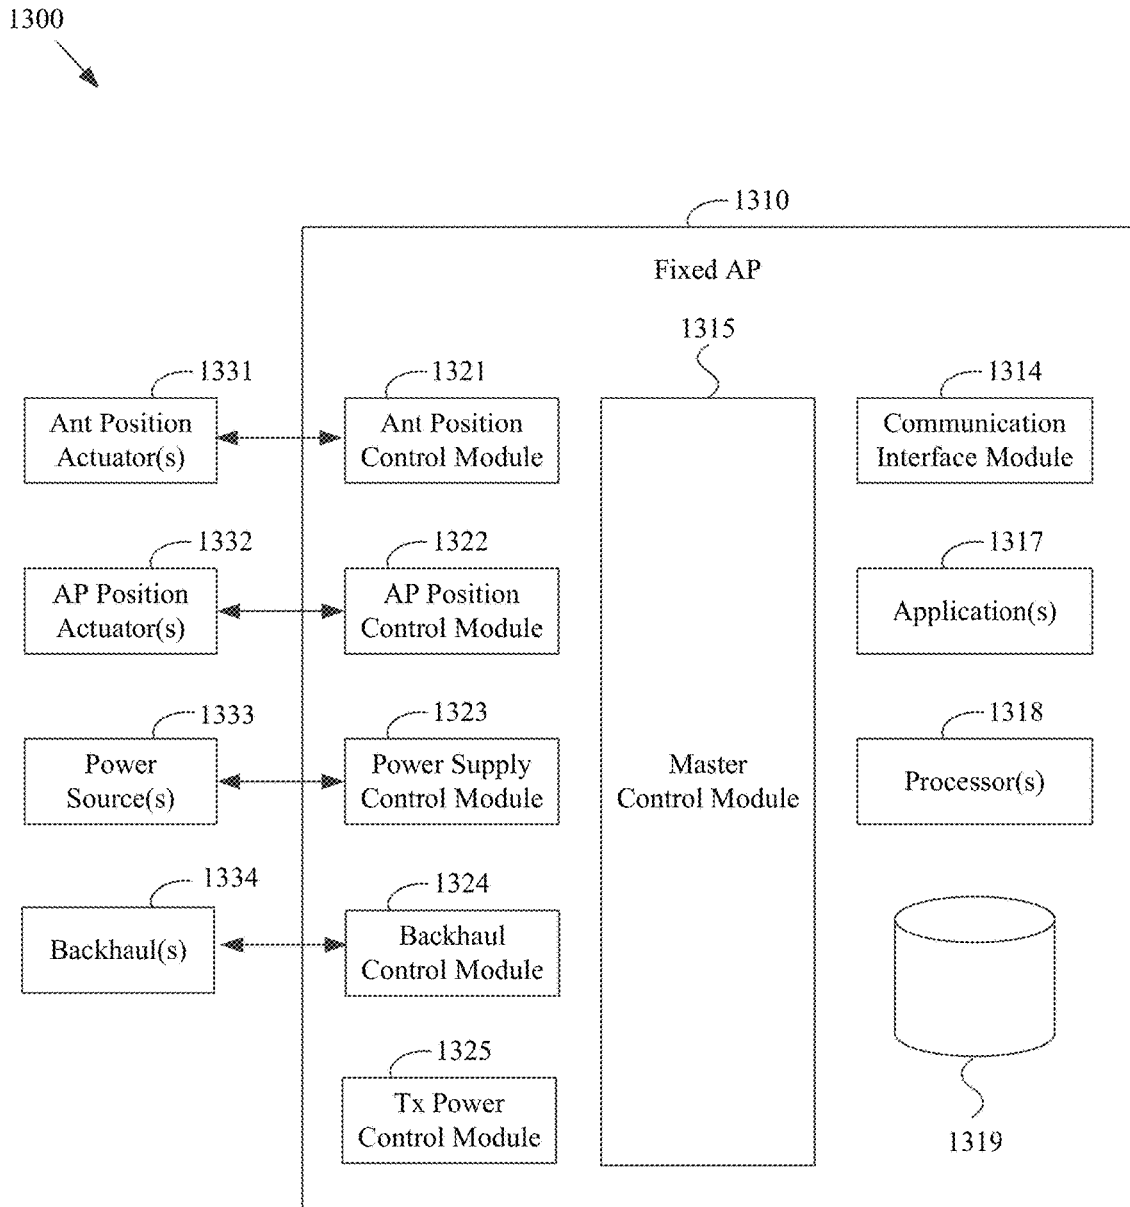 1300
1310
Fixed AP
1315
1331
1321
1314
Ant Position
Actuator(s)
Ant Position
Control Module
Communication
Interface Module
1332
1322
1317
AP Position
Actuator(s)
AP Position
Control Module
Application(s)
1333
1323
1318
Power
Source(s)
Power Supply
Control Module
Master
Control Module
Processor(s)
1334
1324
Backhaul(s)
Backhaul
Control Module
1325
Tx Power
Control Module
1319